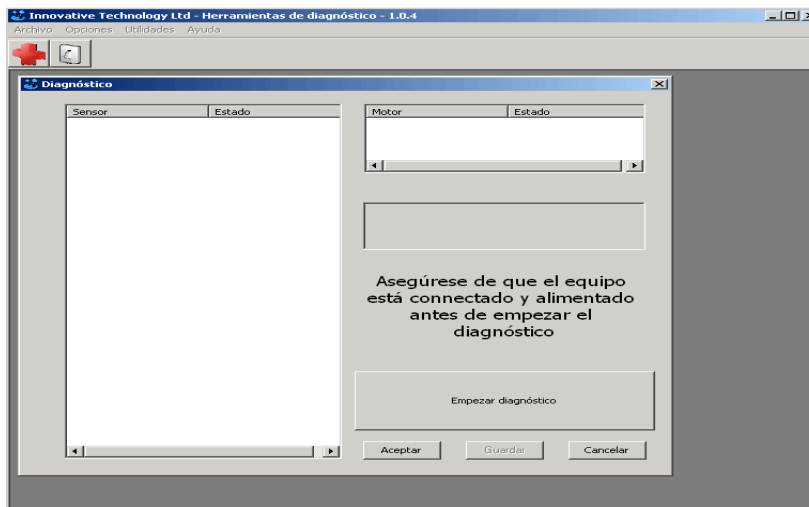 Innovative Technology Ltd - Herramientas de diagnóstico - 1.0.4
Archivo Opciones Utilidades Ayuda
Diagnóstico
Sensor Estado
Motor Estado
Asegúrese de que el equipo
está connectado y alimentado
antes de empezar el
diagnóstico
Empezar diagnóstico
Aceptar Guardar Cancelar